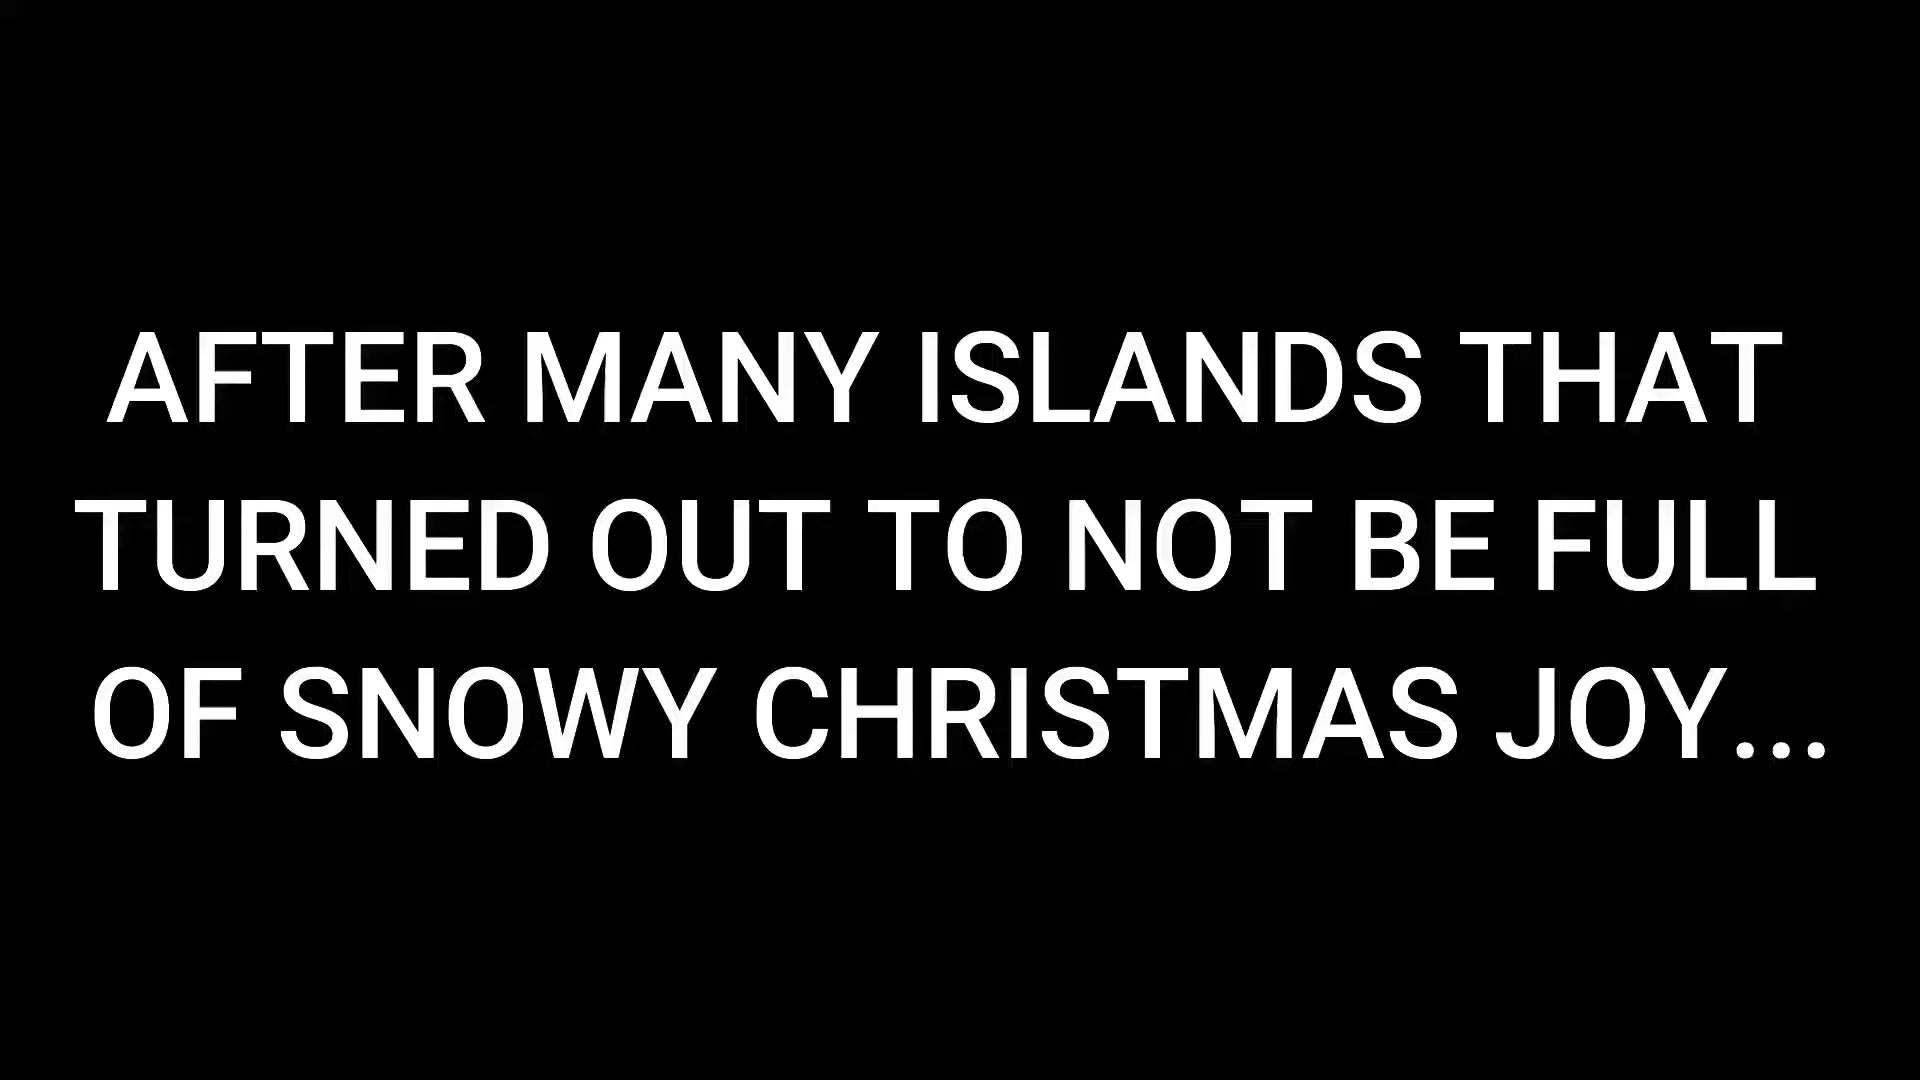 AFTER MANY ISLANDS THAT
TURNED OUT TO NOT BE FULL
OF SNOWY CHRISTMAS JOY...